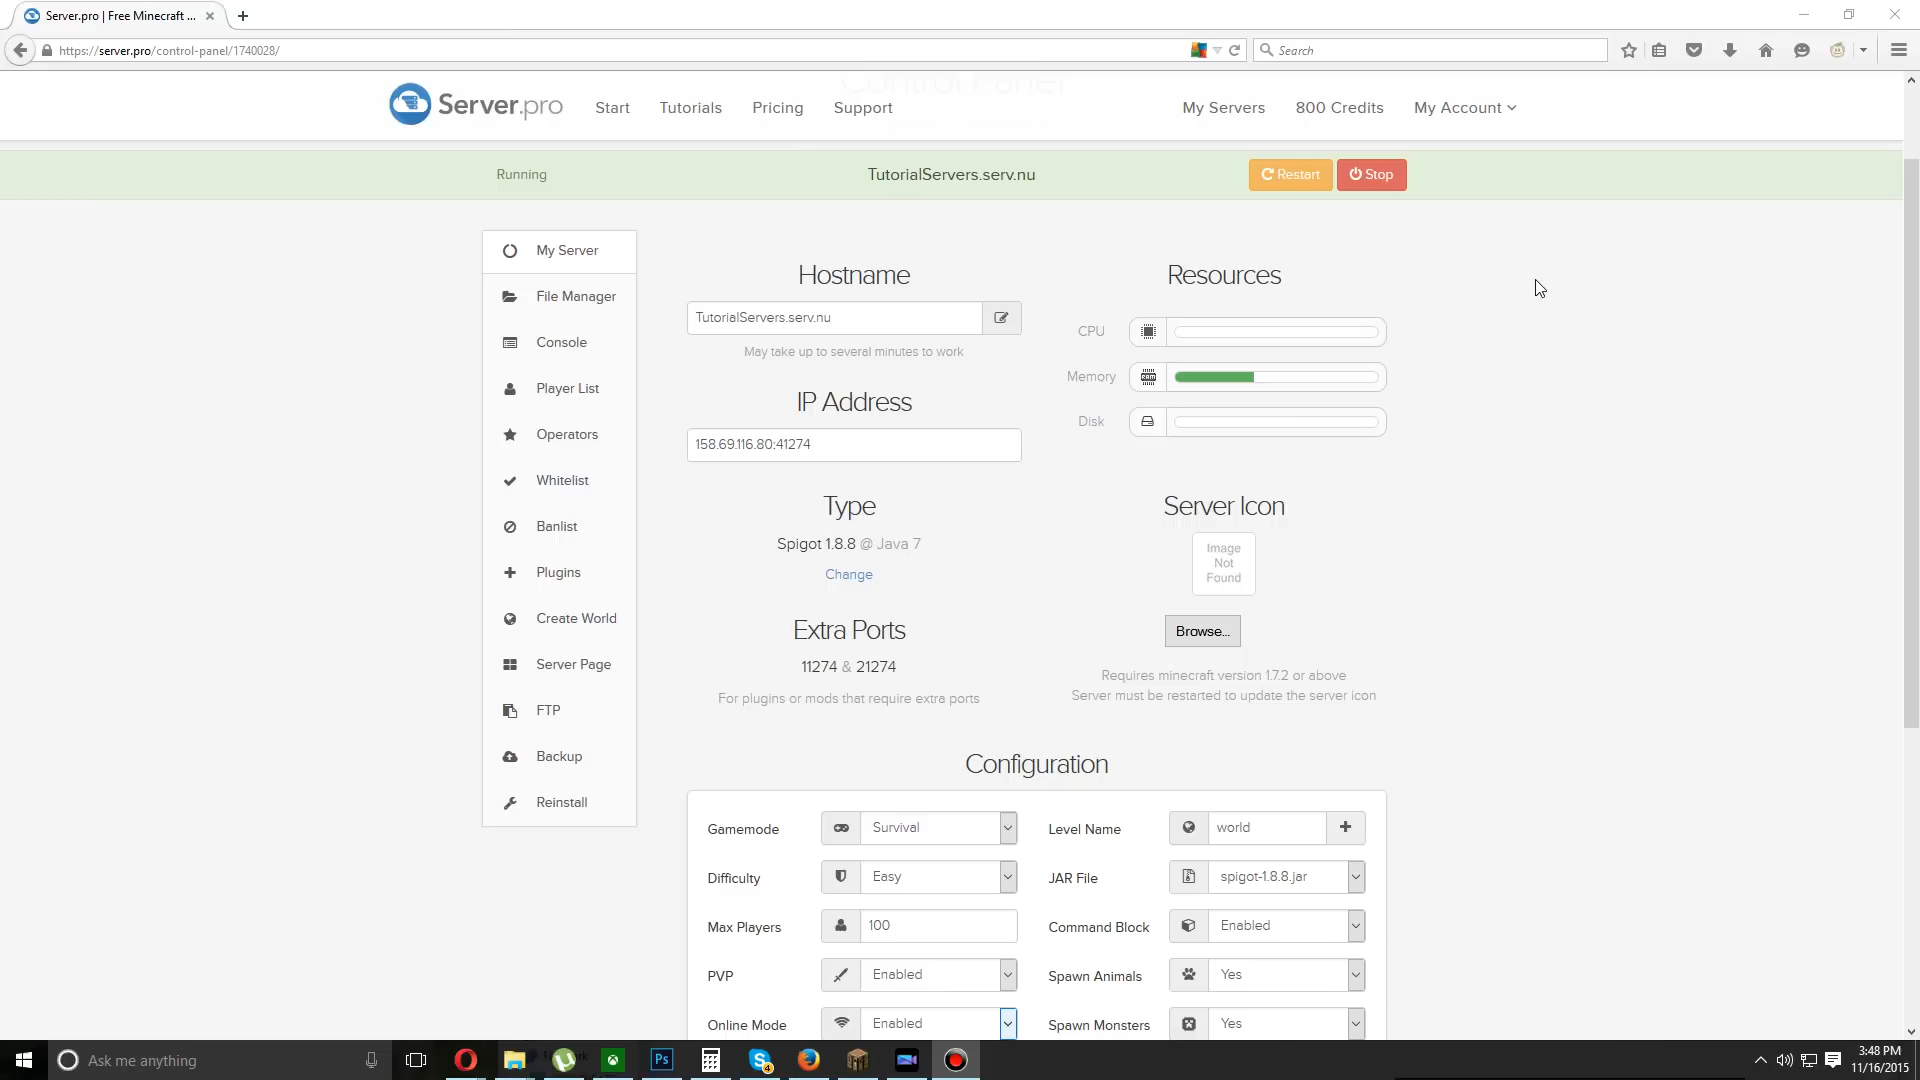 Server.pro | Free Minecraft ...
https://server.pro/control-panel/1740028/
Search
Control Panel
Server.pro
Start
Tutorials
Pricing
Support
My Servers
800 Credits
My Account
Running
TutorialServers.serv.nu
Restart
Stop
My Server
File Manager
Console
Player List
Operators
Whitelist
Banlist
Plugins
Create World
Server Page
FTP
Backup
Reinstall
Hostname
TutorialServers.serv.nu
May take up to several minutes to work
IP Address
158.69.116.80:41274
Type
Spigot 1.8.8 @ Java 7
Change
Extra Ports
11274 & 21274
For plugins or mods that require extra ports
Resources
CPU
Memory
Disk
Server Icon
Image
Not
Found
Browse...
Requires minecraft version 1.7.2 or above
Server must be restarted to update the server icon
Configuration
Gamemode
Survival
Level Name
world
Difficulty
Easy
JAR File
spigot-1.8.8.jar
Max Players
100
Command Block
Enabled
PVP
Enabled
Spawn Animals
Yes
Online Mode
Enabled
Spawn Monsters
Yes
Ask me anything
Ps
4
3:48 PM
11/16/2015